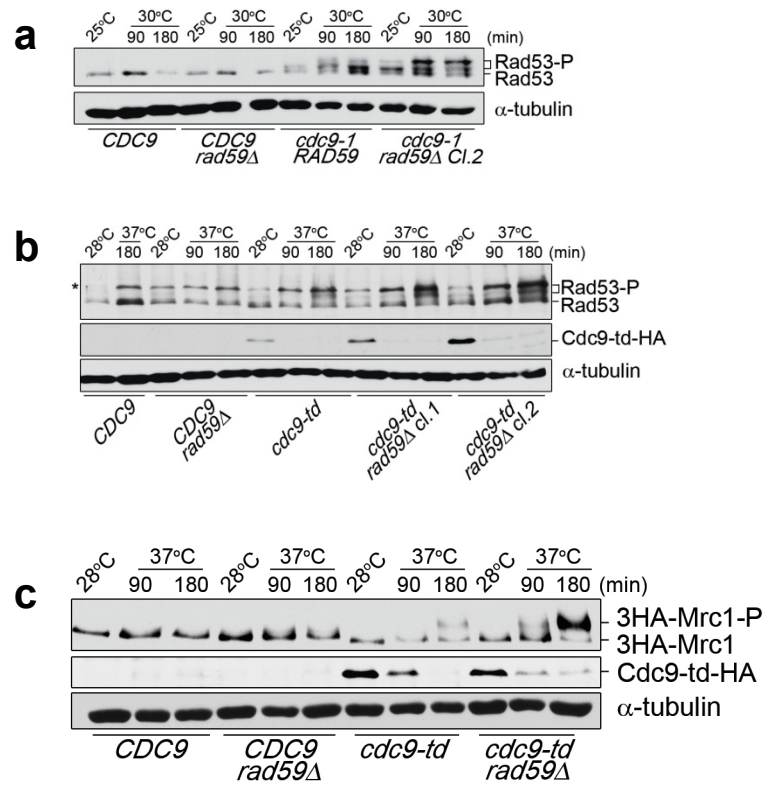 a
25°C 30°C 25°C 30°C 25°C 30°C 25°C 30°C
90 180 90 180 90 180 90 180 (min)
Rad53-P
Rad53
α-tubulin
CDC9 CDC9 cdc9-1 cdc9-1
rad59Δ RAD59 rad59Δ Cl.2
b
28°C 37°C 28°C 37°C 28°C 37°C 28°C 37°C 28°C 37°C
180 90 180 90 180 90 180 90 180 (min)
* Rad53-P
Rad53
Cdc9-td-HA
α-tubulin
CDC9 CDC9 cdc9-td cdc9-td cdc9-td
rad59Δ rad59Δ cl.1 rad59Δ cl.2
c
28°C 37°C 28°C 37°C 28°C 37°C 28°C 37°C
90 180 90 180 90 180 90 180 (min)
3HA-Mrc1-P
3HA-Mrc1
Cdc9-td-HA
α-tubulin
CDC9 CDC9 cdc9-td cdc9-td
rad59Δ rad59Δ